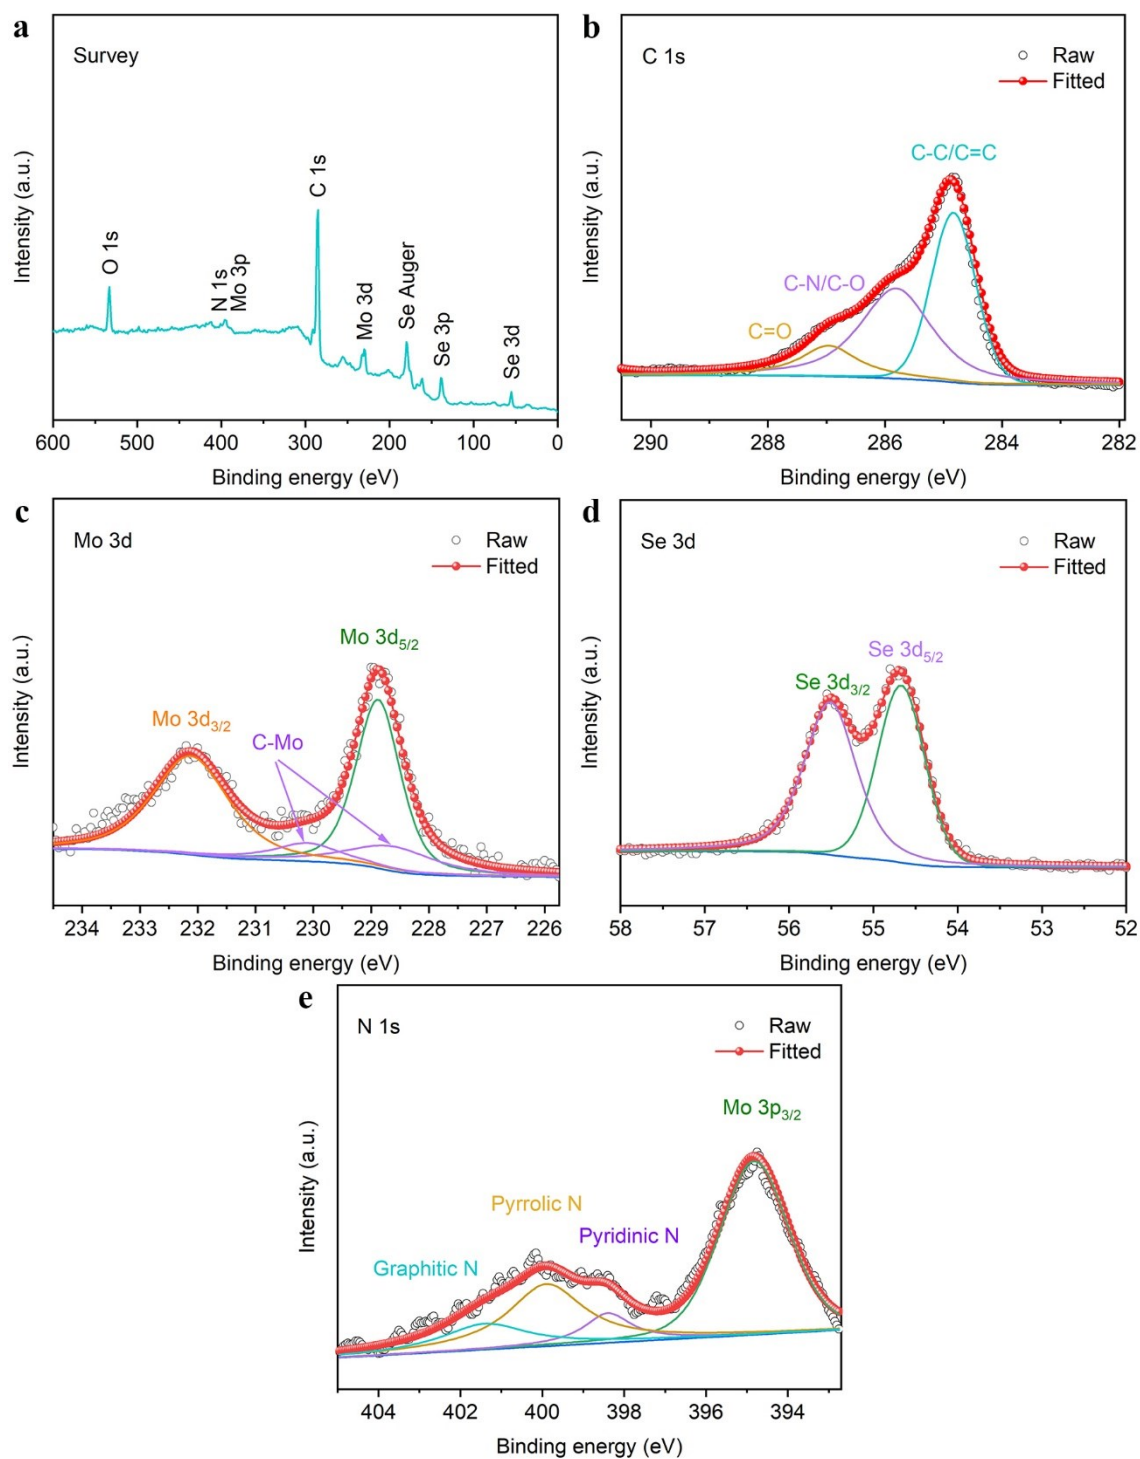 a
Survey
O 1s
N 1s
Mo 3p
C 1s
Mo 3d
Se Auger
Se 3p
Se 3d
Intensity (a.u.)
600 500 400 300 200 100 0
Binding energy (eV)
b
C 1s
Raw
Fitted
C-C/C=C
C-N/C-O
C=O
Intensity (a.u.)
290 288 286 284 282
Binding energy (eV)
c
Mo 3d
Raw
Fitted
Mo 3d5/2
Mo 3d3/2
C-Mo
Intensity (a.u.)
234 233 232 231 230 229 228 227 226
Binding energy (eV)
d
Se 3d
Raw
Fitted
Se 3d5/2
Se 3d3/2
Intensity (a.u.)
58 57 56 55 54 53 52
Binding energy (eV)
e
N 1s
Raw
Fitted
Mo 3p3/2
Pyrrolic N
Pyridinic N
Graphitic N
Intensity (a.u.)
404 402 400 398 396 394
Binding energy (eV)